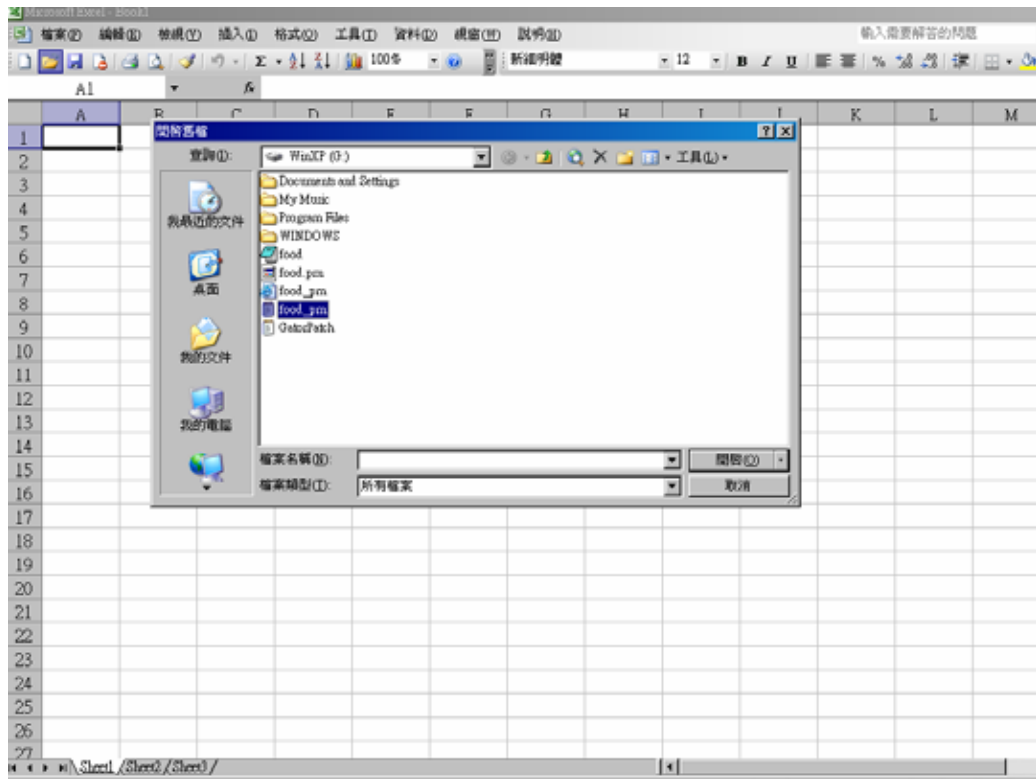 Microsoft Excel - Book1
檔案(F) 編輯(E) 檢視(V) 插入(I) 格式(O) 工具(T) 資料(D) 視窗(W) 說明(H) 輸入需要解答的問題
100% 新細明體 12 B I U %
A1 fx
A B C D E F G H I J K L M
開啟舊檔
查詢(I): WinXP (G:) 工具(L)
Documents and Settings
My Music
Program Files
WINDOWS
food
food.prn
food_prn
food_prn
GatorPatch
我最近的文件
桌面
我的文件
我的電腦
檔案名稱(N): 開啟(O)
檔案類型(T): 所有檔案 取消
1
2
3
4
5
6
7
8
9
10
11
12
13
14
15
16
17
18
19
20
21
22
23
24
25
26
27
Sheet1 / Sheet2 / Sheet3 /